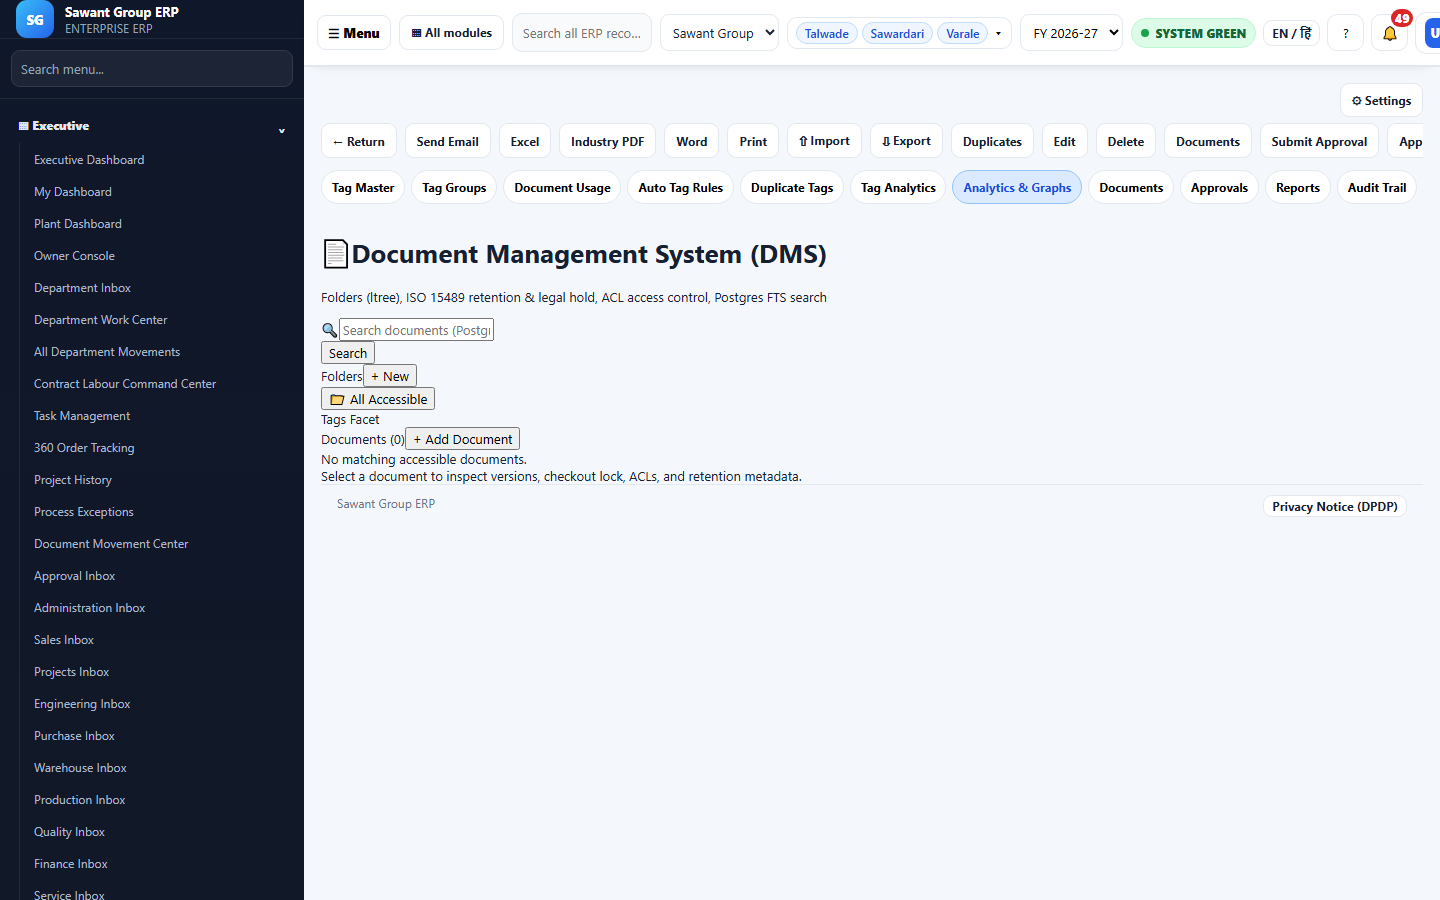 SG
Sawant Group ERP
ENTERPRISE ERP
Search menu...
Executive
Executive Dashboard
My Dashboard
Plant Dashboard
Owner Console
Department Inbox
Department Work Center
All Department Movements
Contract Labour Command Center
Task Management
360 Order Tracking
Project History
Process Exceptions
Document Movement Center
Approval Inbox
Administration Inbox
Sales Inbox
Projects Inbox
Engineering Inbox
Purchase Inbox
Warehouse Inbox
Production Inbox
Quality Inbox
Finance Inbox
Service Inbox
☰ Menu All modules Search all ERP reco... Sawant Group Talwade Sawardari Varale FY 2026-27 SYSTEM GREEN EN / हिं ? 49 U
⚙ Settings
← Return Send Email Excel Industry PDF Word Print ⇧ Import ⇩ Export Duplicates Edit Delete Documents Submit Approval App
Tag Master Tag Groups Document Usage Auto Tag Rules Duplicate Tags Tag Analytics Analytics & Graphs Documents Approvals Reports Audit Trail
Document Management System (DMS)
Folders (ltree), ISO 15489 retention & legal hold, ACL access control, Postgres FTS search
Search documents (Postg
Search
Folders + New
All Accessible
Tags Facet
Documents (0) + Add Document
No matching accessible documents.
Select a document to inspect versions, checkout lock, ACLs, and retention metadata.
Sawant Group ERP Privacy Notice (DPDP)